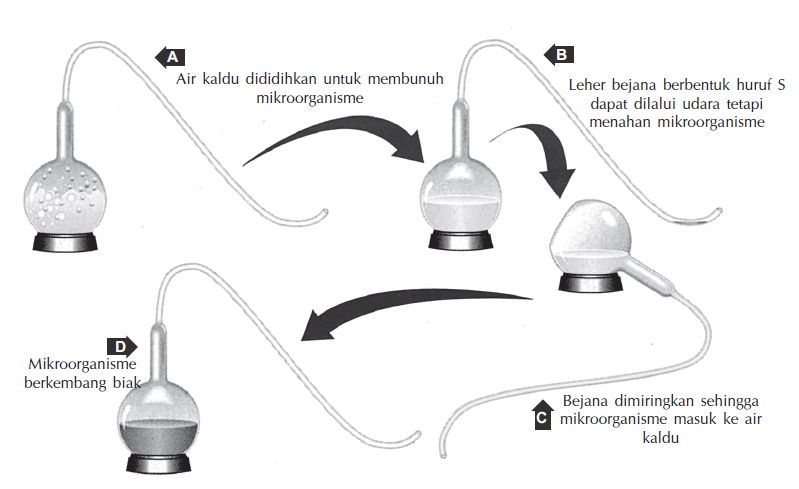 A
Air kaldu dididihkan untuk membunuh
mikroorganisme
B
Leher bejana berbentuk huruf S
dapat dilalui udara tetapi
menahan mikroorganisme
C
Bejana dimiringkan sehingga
mikroorganisme masuk ke air
kaldu
D
Mikroorganisme
berkembang biak